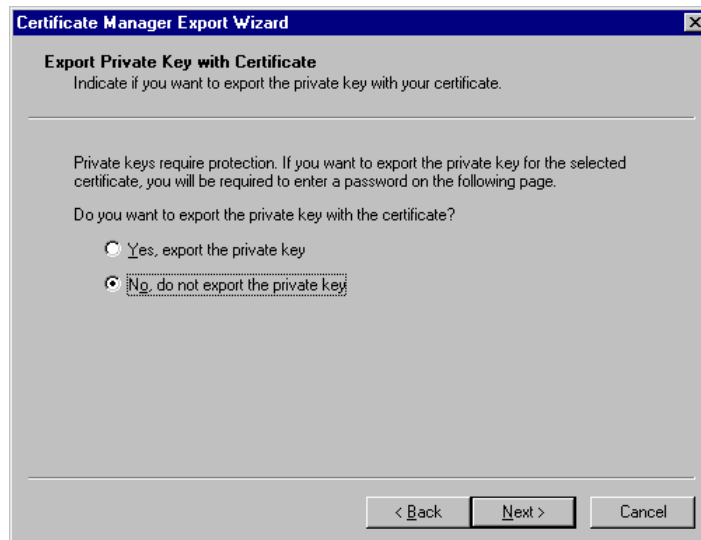 Certificate Manager Export Wizard
Export Private Key with Certificate
Indicate if you want to export the private key with your certificate.
Private keys require protection. If you want to export the private key for the selected
certificate, you will be required to enter a password on the following page.
Do you want to export the private key with the certificate?
Yes, export the private key
No, do not export the private key
< Back
Next >
Cancel